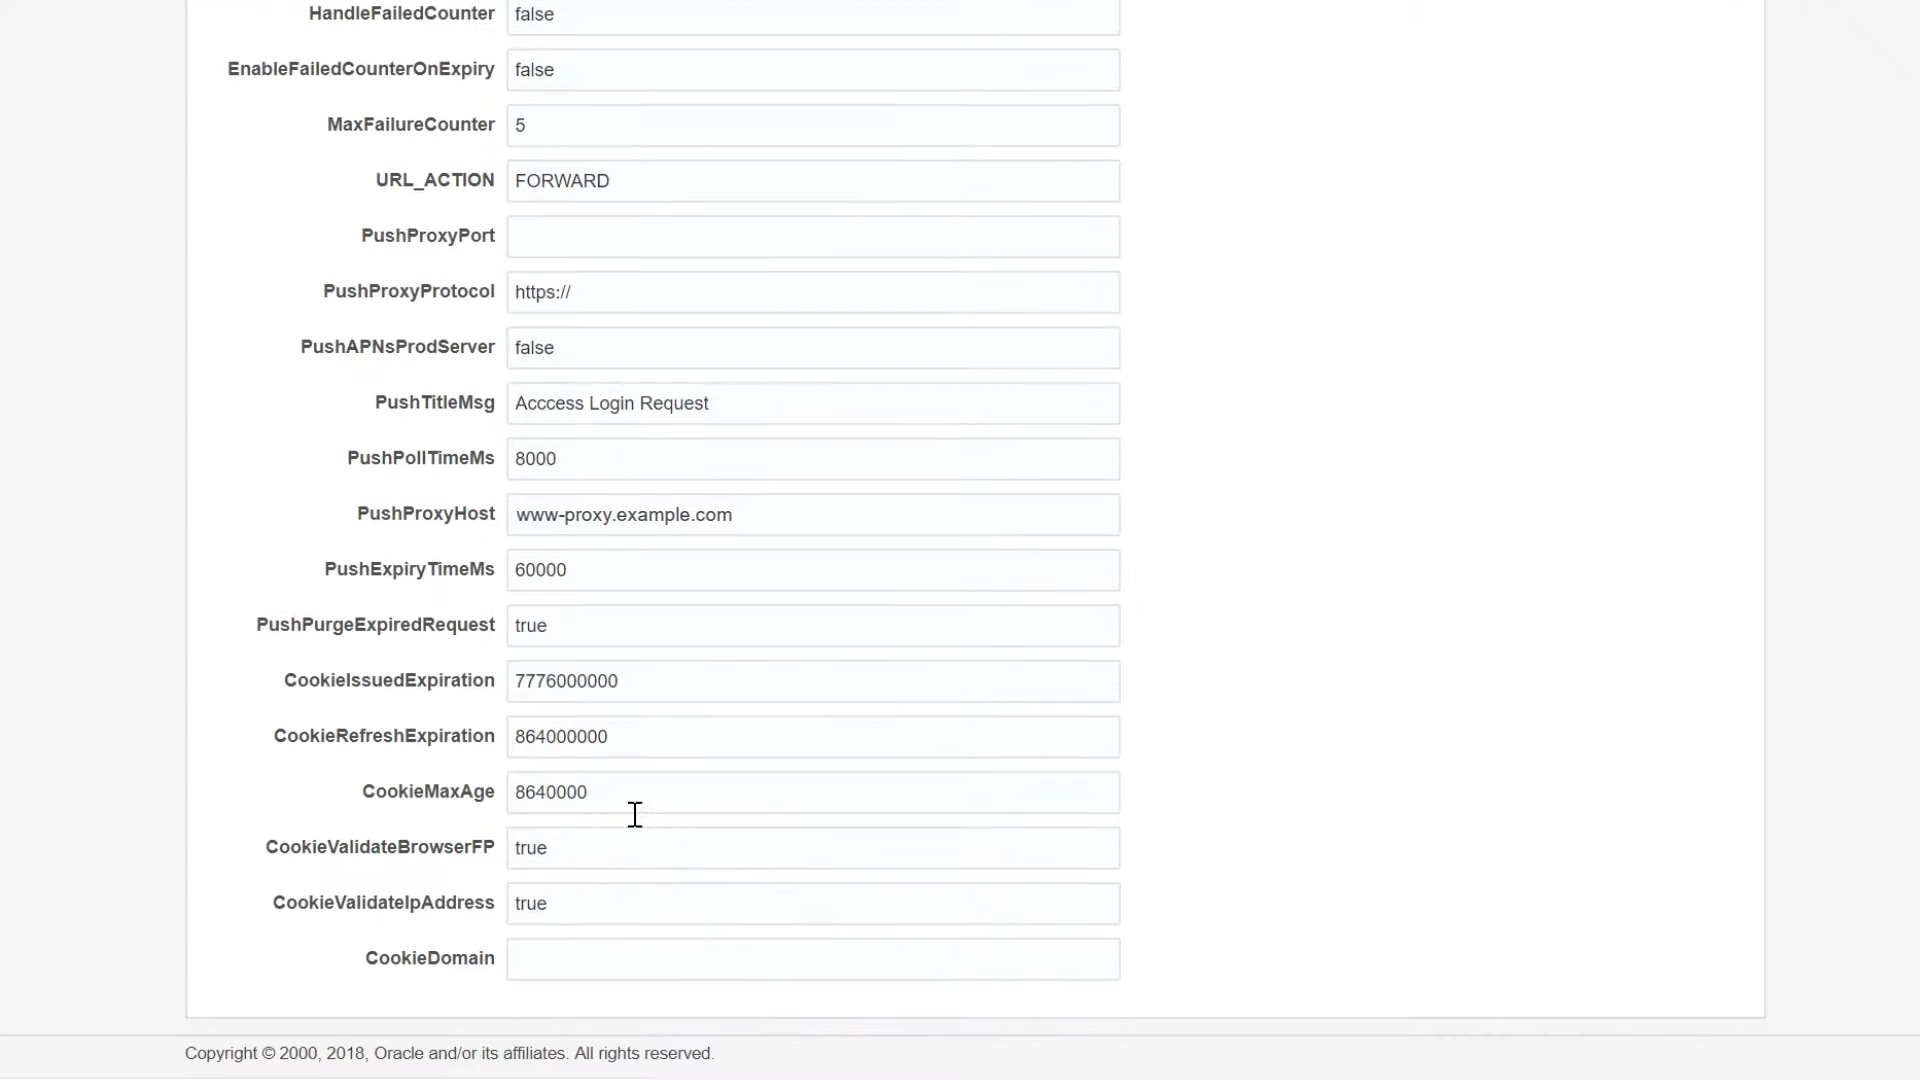 HandleFailedCounter false
EnableFailedCounterOnExpiry false
MaxFailureCounter 5
URL_ACTION FORWARD
PushProxyPort
PushProxyProtocol https://
PushAPNsProdServer false
PushTitleMsg Acccess Login Request
PushPollTimeMs 8000
PushProxyHost www-proxy.example.com
PushExpiryTimeMs 60000
PushPurgeExpiredRequest true
CookieIssuedExpiration 7776000000
CookieRefreshExpiration 864000000
CookieMaxAge 8640000
CookieValidateBrowserFP true
CookieValidateIpAddress true
CookieDomain
Copyright © 2000, 2018, Oracle and/or its affiliates. All rights reserved.